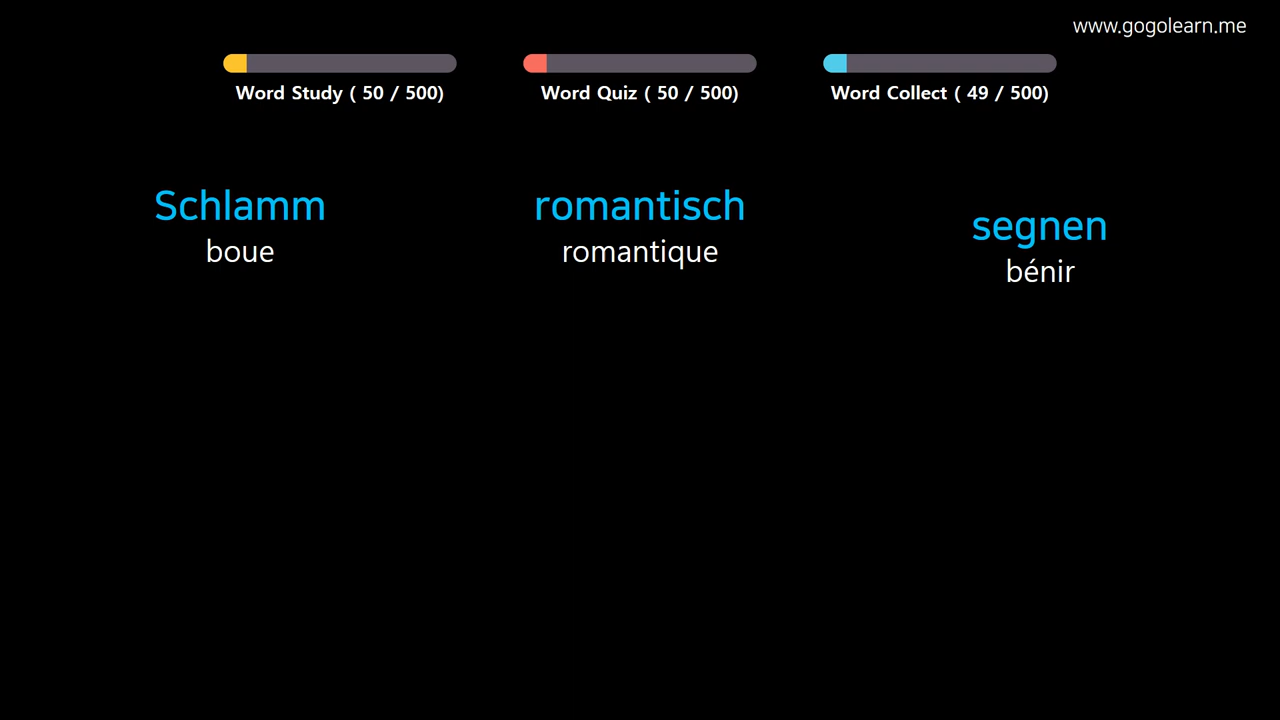 www.gogolearn.me
Word Study ( 50 / 500)
Word Quiz ( 50 / 500)
Word Collect ( 49 / 500)
Schlamm
boue
romantisch
romantique
segnen
bénir